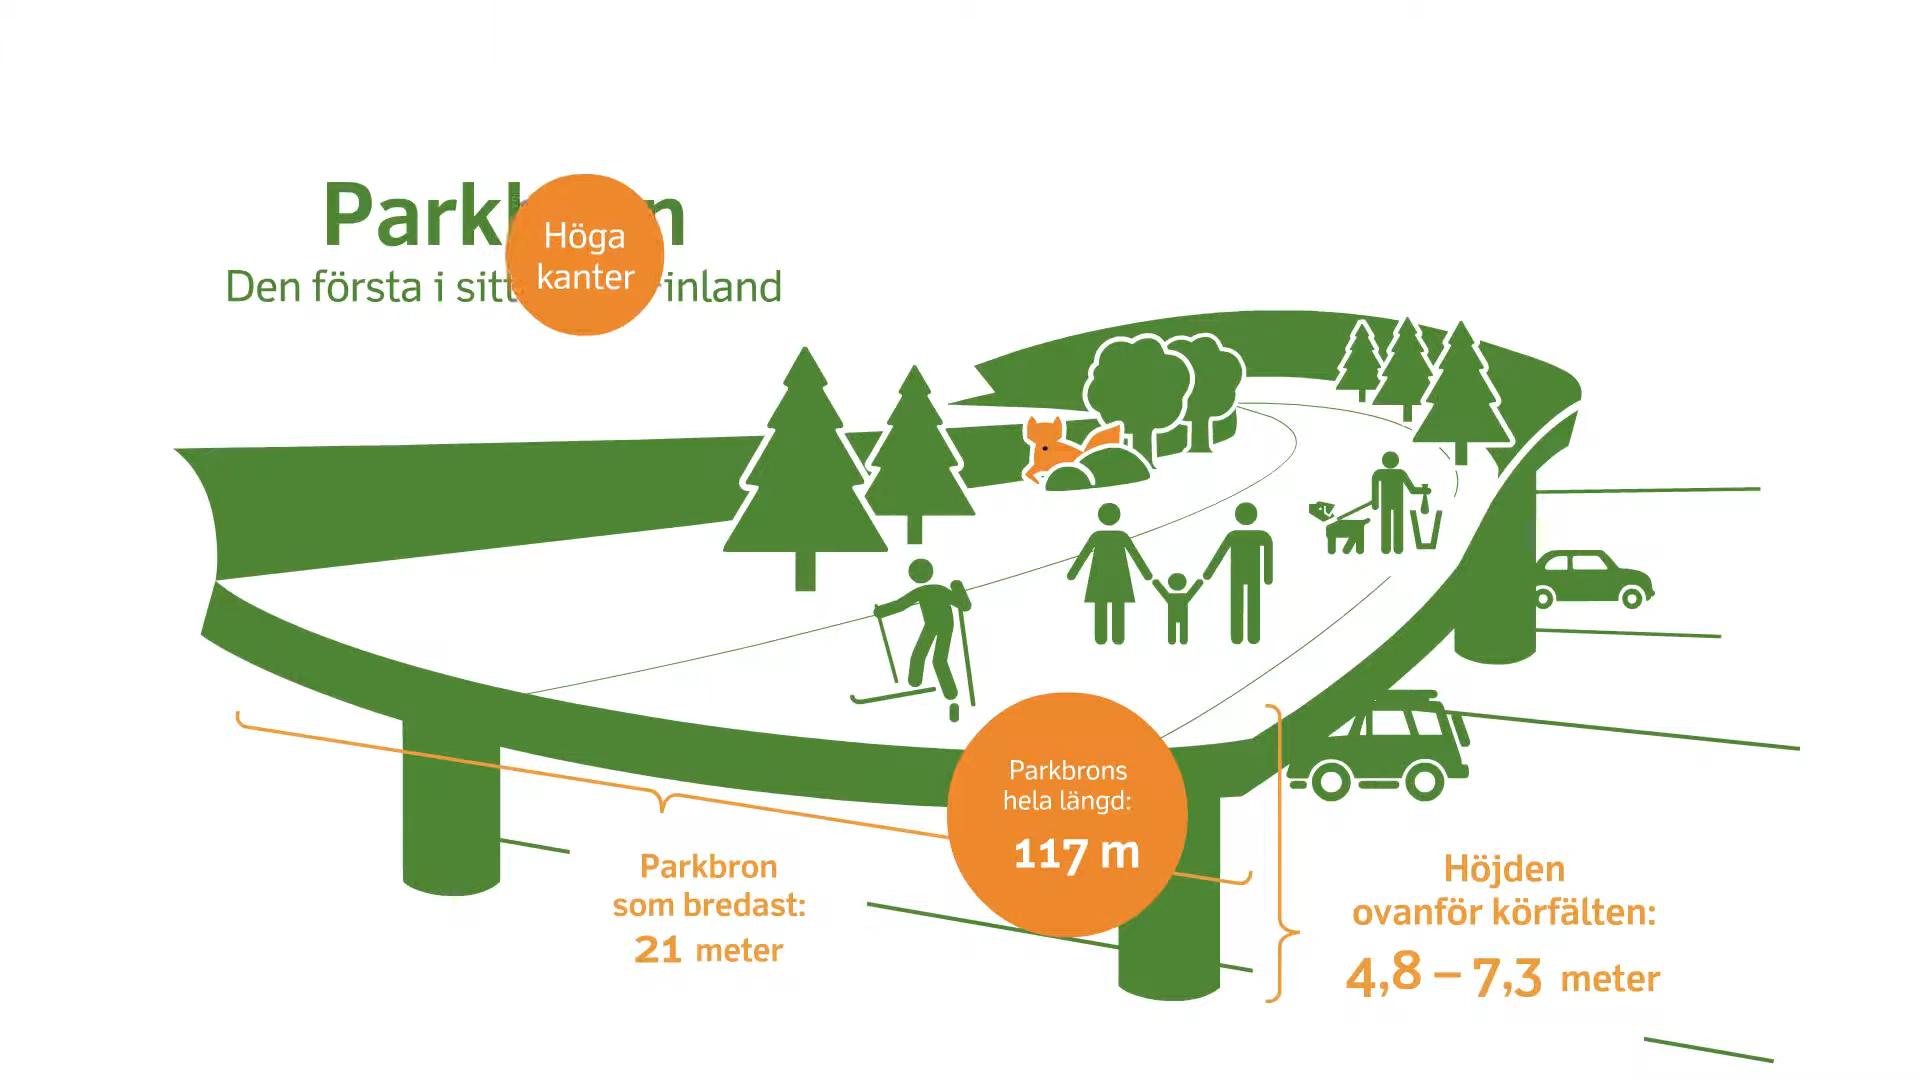 Park n
Den första i sitt inland
Höga
kanter
Parkbrons
hela längd:
117 m
Parkbron
som bredast:
21 meter
Höjden
ovanför körfälten:
4,8 – 7,3 meter